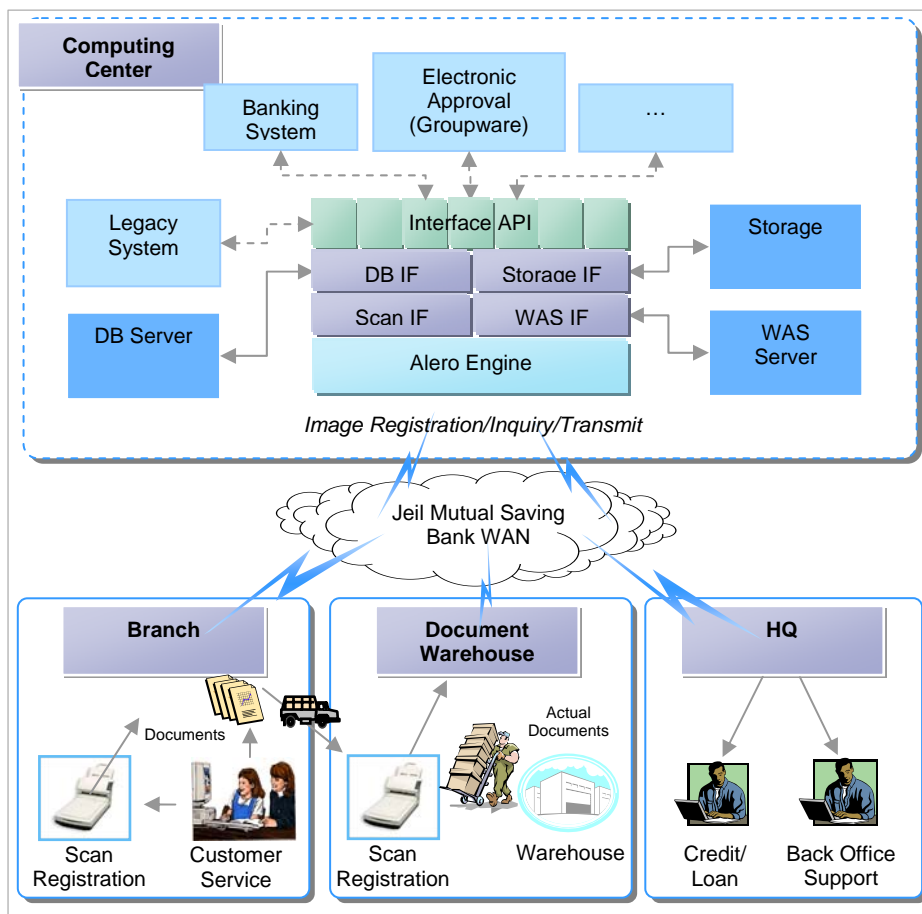 Computing
Center
Banking
System
Electronic
Approval
(Groupware)
...
Legacy
System
Interface API
Storage
DB IF
Storage IF
DB Server
Scan IF
WAS IF
WAS
Server
Alero Engine
Image Registration/Inquiry/Transmit
Jeil Mutual Saving
Bank WAN
Branch
Document
Warehouse
HQ
Documents
Actual
Documents
Scan
Registration
Customer
Service
Scan
Registration
Warehouse
Credit/
Loan
Back Office
Support